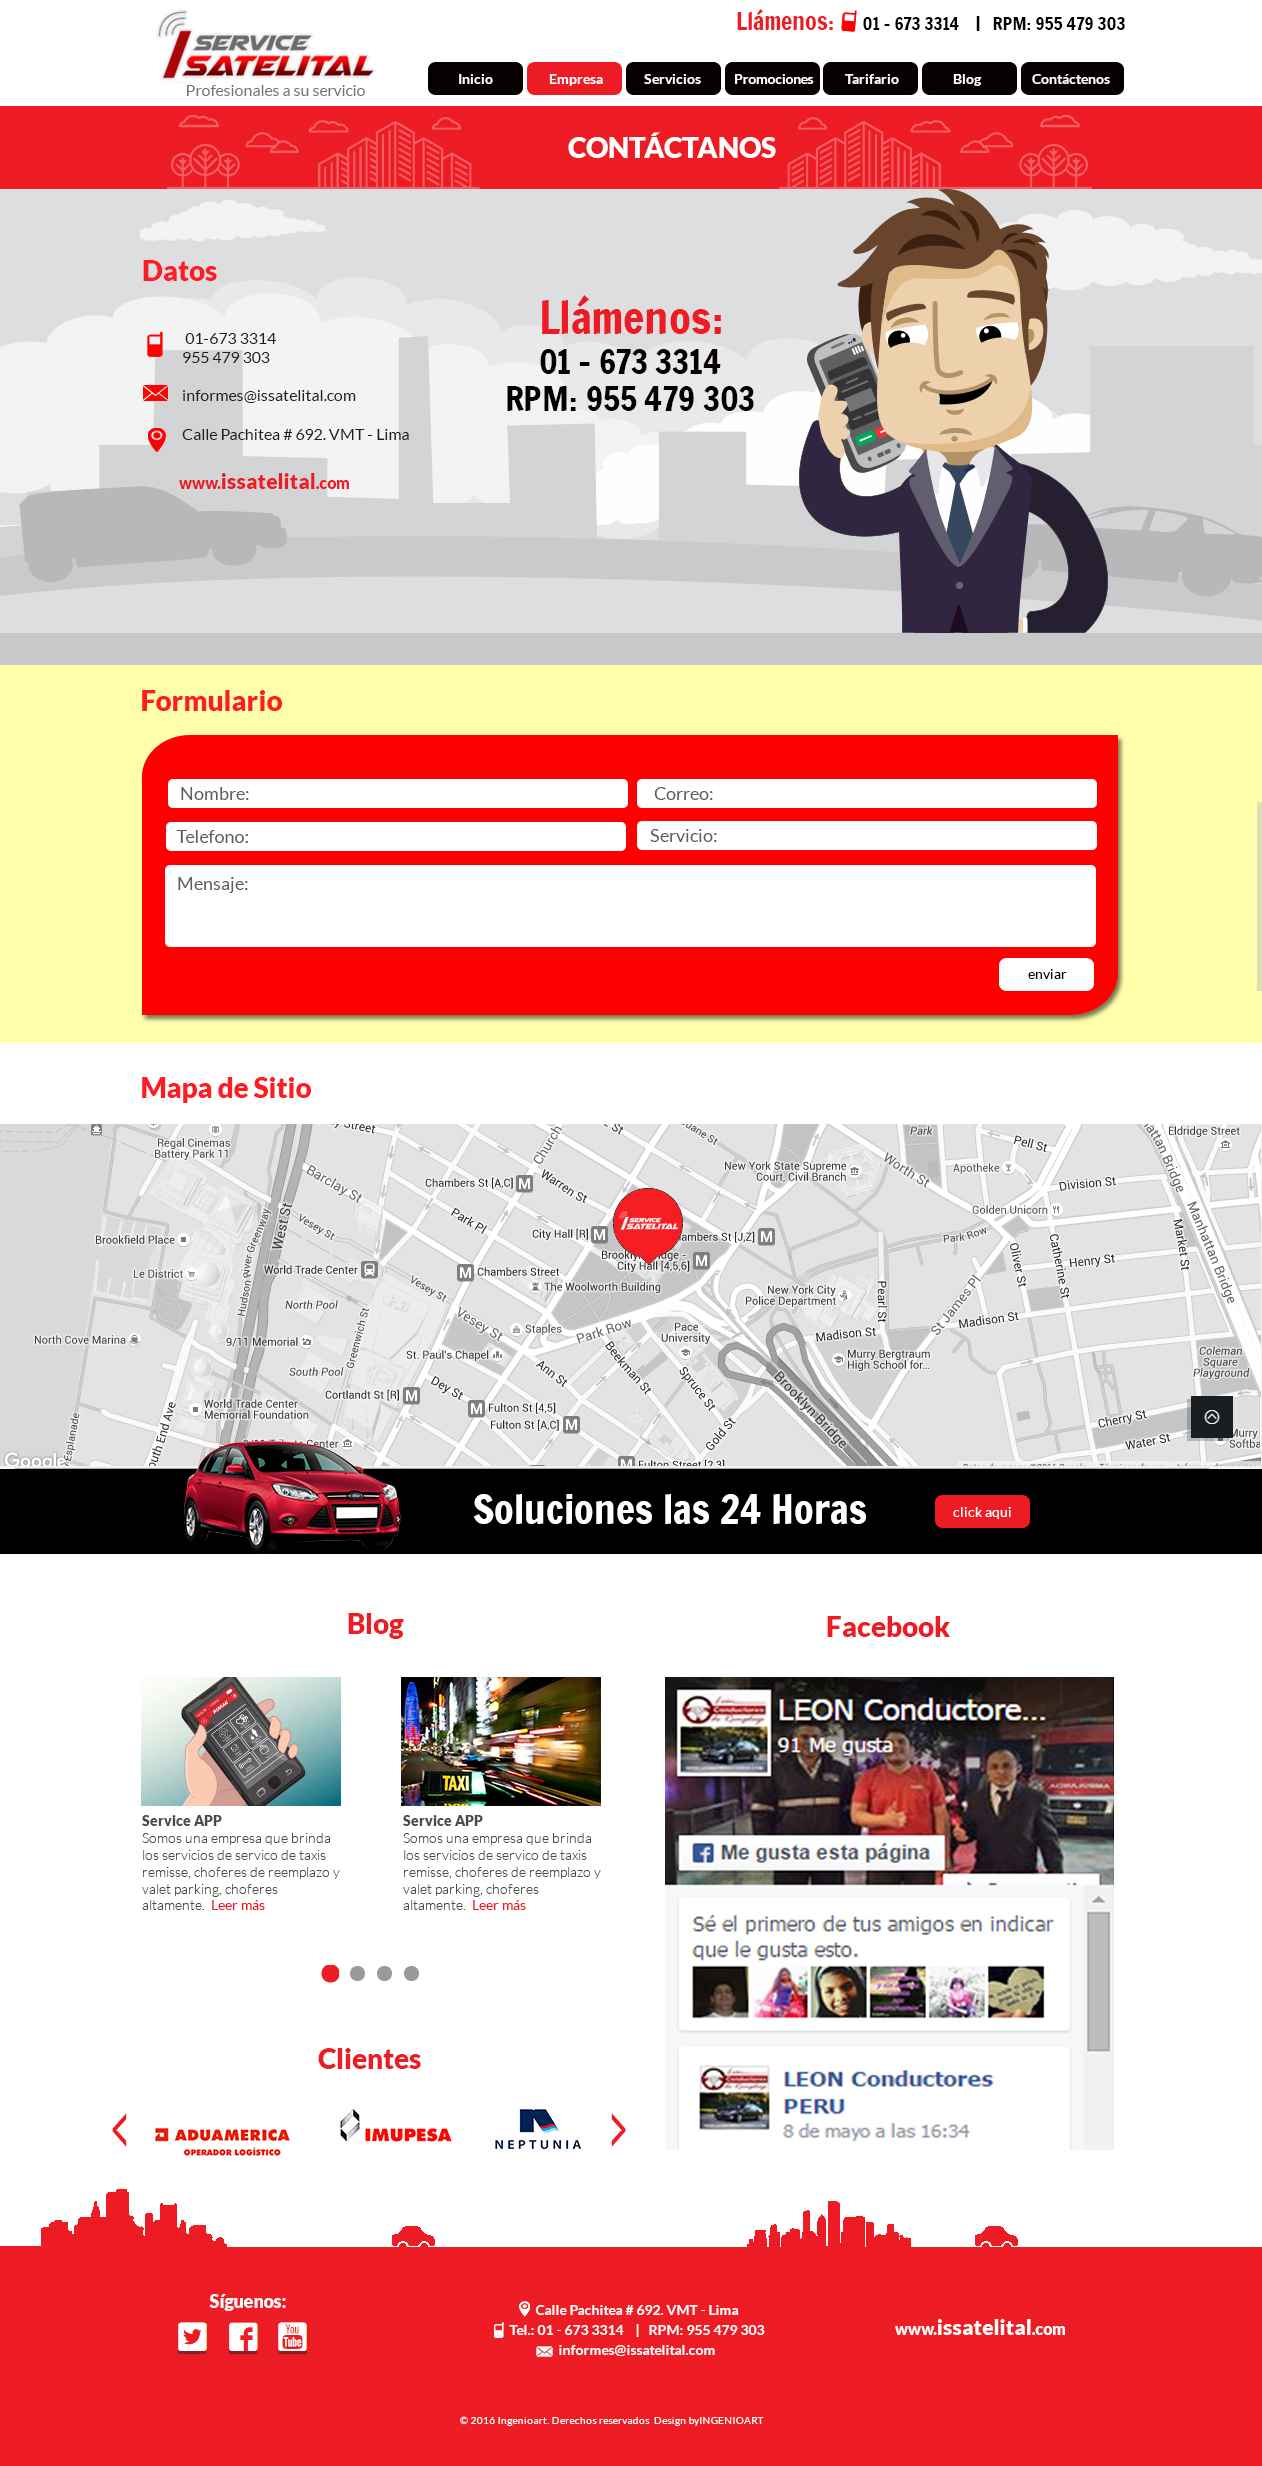 SERVICE
SATELITAL
Profesionales a su servicio
Llámenos: 01 - 673 3314 | RPM: 955 479 303
Inicio Empresa Servicios Promociones Tarifario Blog Contáctenos
CONTÁCTANOS
Datos
01-673 3314
955 479 303
informes@issatelital.com
Calle Pachitea # 692. VMT - Lima
www.issatelital.com
Llámenos:
01 - 673 3314
RPM: 955 479 303
Formulario
Nombre: Correo:
Telefono: Servicio:
Mensaje:
enviar
Mapa de Sitio
Regal Cinemas
Battery Park 11
Barclay St
Chambers St [A,C]
Church
Warren St
Park Pl
City Hall [R]
SERVICE
SATELITAL
Chambers St [J,Z]
City Hall [4,5,6]
New York State Supreme
Court, Civil Branch
Worth St
Park
Pell St
Eldridge Street
Apotheke
Division St
Golden Unicorn
Park Row
Manhattan Bridge
Market St
Catherine St
Oliver St
Henry St
Brookfield Place
Le District
Hudson River Greenway
West St
Vesey St
World Trade Center
Chambers Street
The Woolworth Building
North Pool
Vesey St
Vesey St
Staples
Park Row
Pace
University
New York City
Police Department
Pearl St
St James Pl
Madison St
Madison St
Manhattan Bridge
North Cove Marina
9/11 Memorial
Greenwich St
South Pool
St. Paul's Chapel
Ann St
Beekman St
Spruce St
Murry Bergtraum
High School for...
Coleman
Square
Playground
Cortlandt St [R]
Dey St
Fulton St [4,5]
Fulton St [A,C]
Gold St
Brooklyn Bridge
Cherry St
Water St
World Trade Center
Memorial Foundation
Esplanade
South End Ave
Fulton Street [2,3]
Google
Soluciones las 24 Horas
click aqui
Blog
Facebook
TAXI
Service APP
Somos una empresa que brinda
los servicios de servico de taxis
remisse, choferes de reemplazo y
valet parking, choferes
altamente. Leer más
Service APP
Somos una empresa que brinda
los servicios de servico de taxis
remisse, choferes de reemplazo y
valet parking, choferes
altamente. Leer más
LEON Conductore...
91 Me gusta
Me gusta esta página
Sé el primero de tus amigos en indicar
que le gusta esto.
LEON Conductores
PERU
8 de mayo a las 16:34
Clientes
ADUAMERICA
OPERADOR LOGÍSTICO
IMUPESA
NEPTUNIA
Síguenos:
You
Tube
Calle Pachitea # 692. VMT - Lima
Tel.: 01 - 673 3314 | RPM: 955 479 303
informes@issatelital.com
www.issatelital.com
© 2016 Ingenioart. Derechos reservados Design byINGENIOART